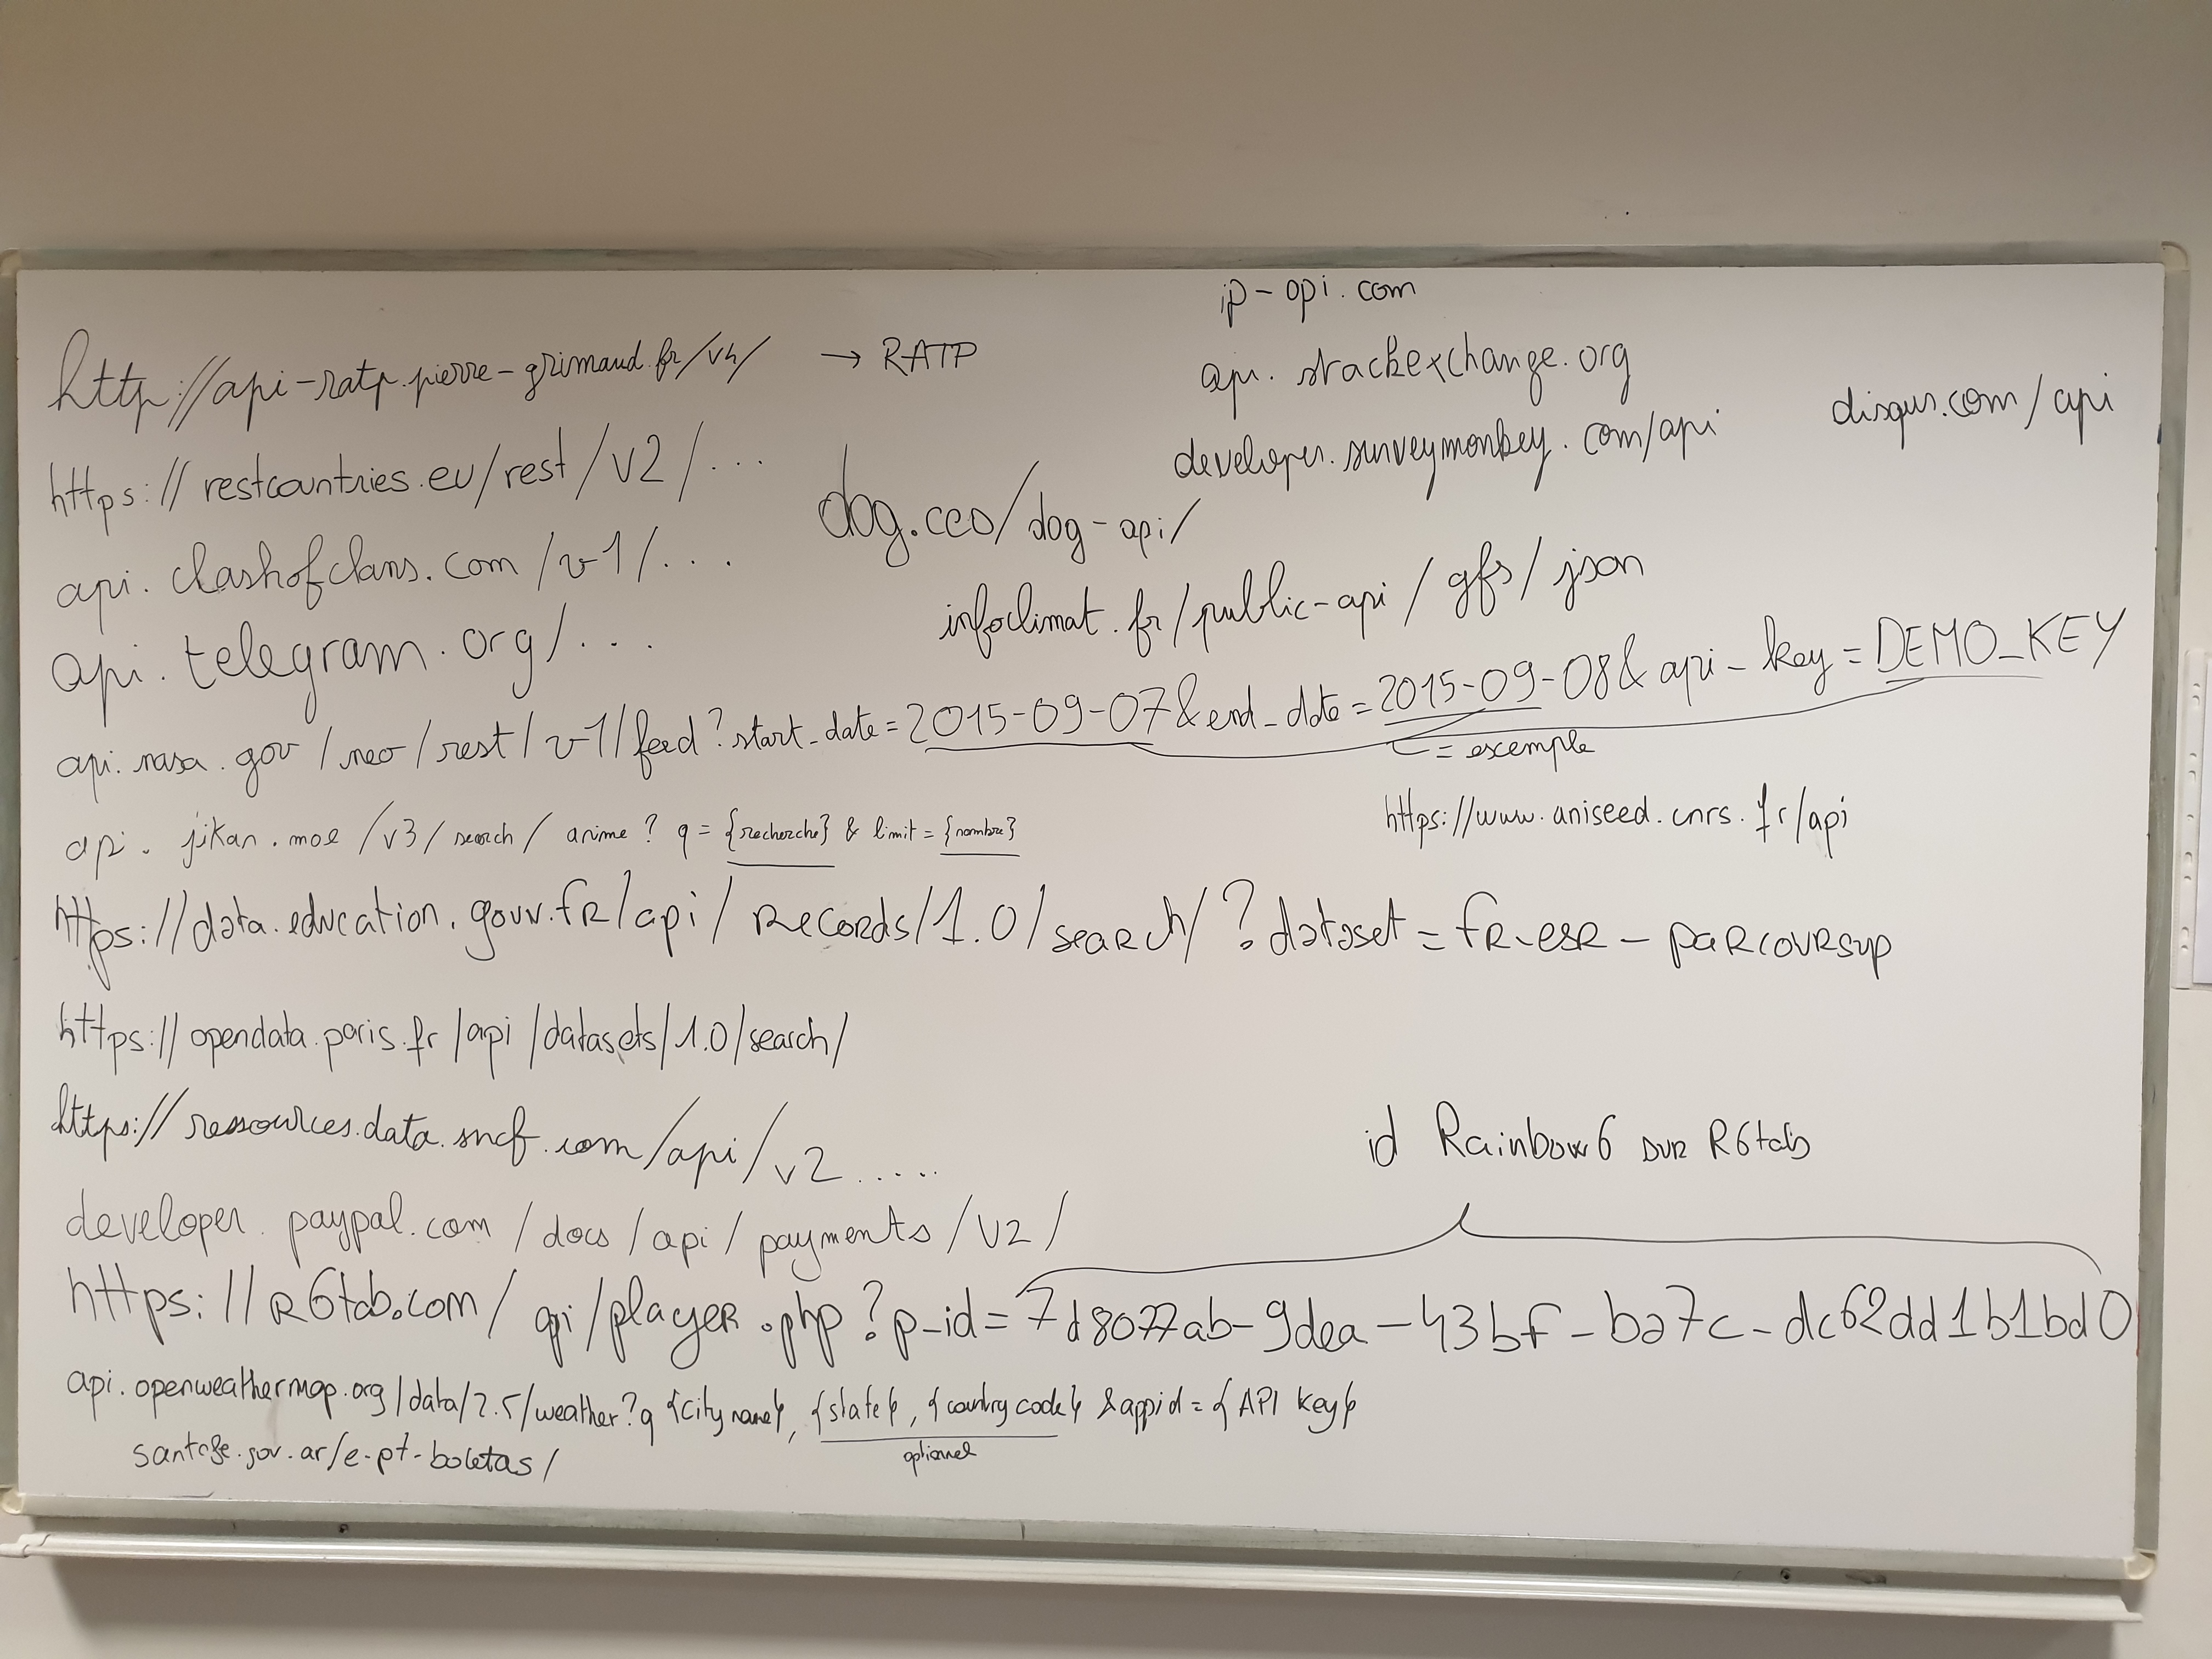 ip-api.com
http://api-ratp.pierre-grimaud.fr/v4/ → RATP
api.stackexchange.org
disqus.com/api
developer.surveymonkey.com/api
https://restcountries.eu/rest/v2/...
dog.ceo/dog-api/
api.clashofclans.com/v1/...
infoclimat.fr/public-api/gfs/json
api.telegram.org/...
api.nasa.gov/neo/rest/v1/feed?start_date=2015-09-07&end_date=2015-09-08&api-key=DEMO_KEY
= exemple
https://www.aniseed.cnrs.fr/api
api.jikan.moe/v3/search/anime?q={recherche}&limit={nombre}
https://data.education.gouv.fr/api/records/1.0/search/?dataset=fr-esr-parcoursup
https://opendata.paris.fr/api/datasets/1.0/search/
https://ressources.data.sncf.com/api/v2.....
id Rainbow6 sur R6tab
developer.paypal.com/docs/api/payments/v2/
https://R6tab.com/api/player.php?p_id=7d8077ab-9dea-43bf-ba7c-dc62dd1b1bd0
api.openweathermap.org/data/2.5/weather?q{city name},{state},{country code}&appid={API key}
optionnel
santafe.gov.ar/e-pt-boletas/